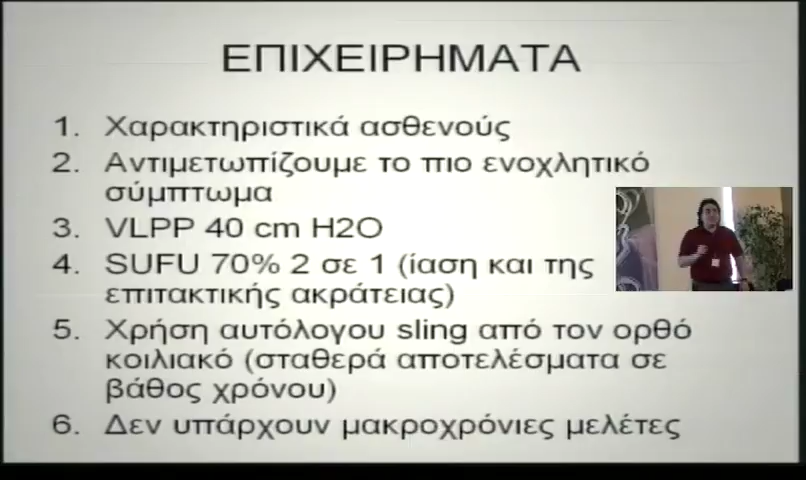 ΕΠΙΧΕΙΡΗΜΑΤΑ
1. Χαρακτηριστικά ασθενούς
2. Αντιμετωπίζουμε το πιο ενοχλητικό
σύμπτωμα
3. VLPP 40 cm H2O
4. SUFU 70% 2 σε 1 (ίαση και της
επιτακτικής ακράτειας)
5. Χρήση αυτόλογου sling από τον ορθό
κοιλιακό (σταθερά αποτελέσματα σε
βάθος χρόνου)
6. Δεν υπάρχουν μακροχρόνιες μελέτες